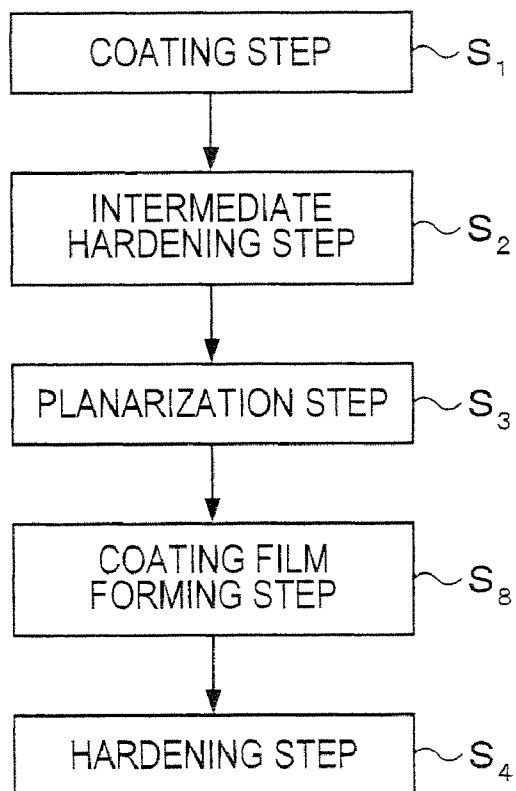 COATING STEP
S1
INTERMEDIATE
HARDENING STEP
S2
PLANARIZATION STEP
S3
COATING FILM
FORMING STEP
S8
HARDENING STEP
S4